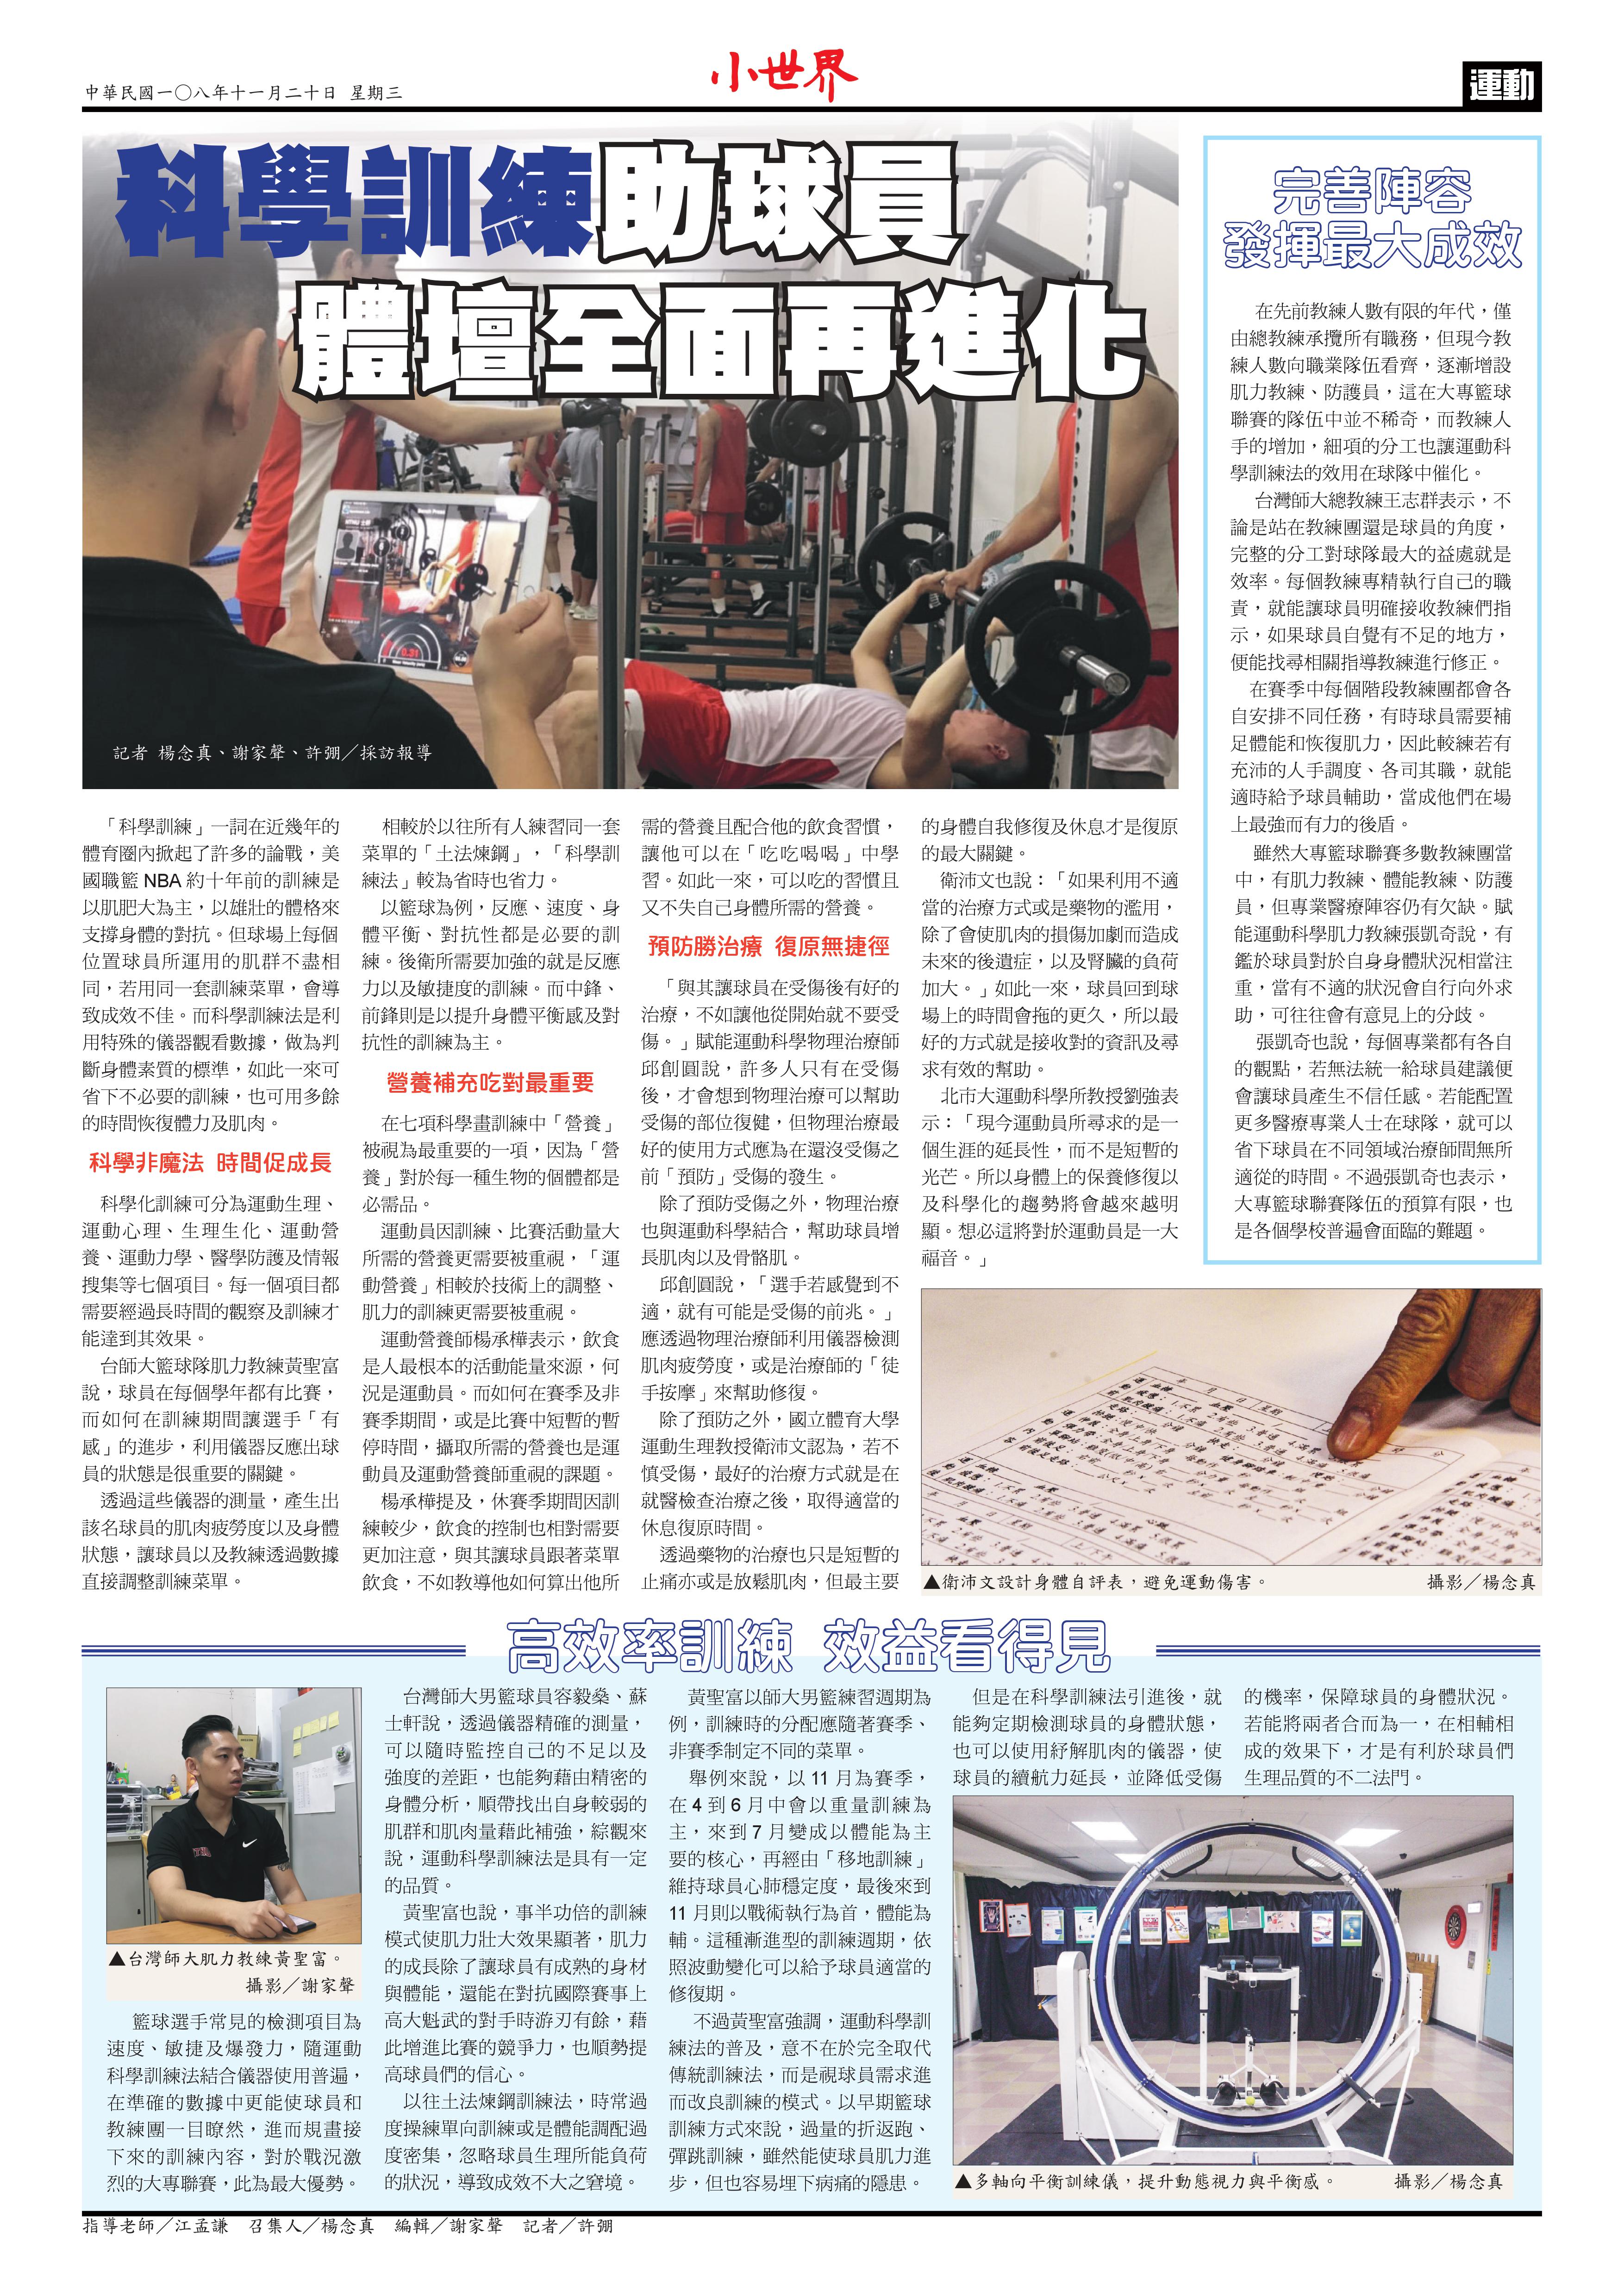 中華民國一〇八年十一月二十日 星期三
小世界
運動
科學訓練助球員
體壇全面再進化
記者 楊念真、謝家聲、許弸／採訪報導
「科學訓練」一詞在近幾年的
體育圈內掀起了許多的論戰，美
國職籃 NBA 約十年前的訓練是
以肌肥大為主，以雄壯的體格來
支撐身體的對抗。但球場上每個
位置球員所運用的肌群不盡相
同，若用同一套訓練菜單，會導
致成效不佳。而科學訓練法是利
用特殊的儀器觀看數據，做為判
斷身體素質的標準，如此一來可
省下不必要的訓練，也可用多餘
的時間恢復體力及肌肉。
科學非魔法 時間促成長
科學化訓練可分為運動生理、
運動心理、生理生化、運動營
養、運動力學、醫學防護及情報
搜集等七個項目。每一個項目都
需要經過長時間的觀察及訓練才
能達到其效果。
台師大籃球隊肌力教練黃聖富
說，球員在每個學年都有比賽，
而如何在訓練期間讓選手「有
感」的進步，利用儀器反應出球
員的狀態是很重要的關鍵。
透過這些儀器的測量，產生出
該名球員的肌肉疲勞度以及身體
狀態，讓球員以及教練透過數據
直接調整訓練菜單。
相較於以往所有人練習同一套
菜單的「土法煉鋼」，「科學訓
練法」較為省時也省力。
以籃球為例，反應、速度、身
體平衡、對抗性都是必要的訓
練。後衛所需要加強的就是反應
力以及敏捷度的訓練。而中鋒、
前鋒則是以提升身體平衡感及對
抗性的訓練為主。
營養補充吃對最重要
在七項科學畫訓練中「營養」
被視為最重要的一項，因為「營
養」對於每一種生物的個體都是
必需品。
運動員因訓練、比賽活動量大
所需的營養更需要被重視，「運
動營養」相較於技術上的調整、
肌力的訓練更需要被重視。
運動營養師楊承樺表示，飲食
是人最根本的活動能量來源，何
況是運動員。而如何在賽季及非
賽季期間，或是比賽中短暫的暫
停時間，攝取所需的營養也是運
動員及運動營養師重視的課題。
楊承樺提及，休賽季期間因訓
練較少，飲食的控制也相對需要
更加注意，與其讓球員跟著菜單
飲食，不如教導他如何算出他所
需的營養且配合他的飲食習慣，
讓他可以在「吃吃喝喝」中學
習。如此一來，可以吃的習慣且
又不失自己身體所需的營養。
預防勝治療 復原無捷徑
「與其讓球員在受傷後有好的
治療，不如讓他從開始就不要受
傷。」賦能運動科學物理治療師
邱創圓說，許多人只有在受傷
後，才會想到物理治療可以幫助
受傷的部位復健，但物理治療最
好的使用方式應為在還沒受傷之
前「預防」受傷的發生。
除了預防受傷之外，物理治療
也與運動科學結合，幫助球員增
長肌肉以及骨骼肌。
邱創圓說，「選手若感覺到不
適，就有可能是受傷的前兆。」
應透過物理治療師利用儀器檢測
肌肉疲勞度，或是治療師的「徒
手按摩」來幫助修復。
除了預防之外，國立體育大學
運動生理教授衛沛文認為，若不
慎受傷，最好的治療方式就是在
就醫檢查治療之後，取得適當的
休息復原時間。
透過藥物的治療也只是短暫的
止痛亦或是放鬆肌肉，但最主要
的身體自我修復及休息才是復原
的最大關鍵。
衛沛文也說：「如果利用不適
當的治療方式或是藥物的濫用，
除了會使肌肉的損傷加劇而造成
未來的後遺症，以及腎臟的負荷
加大。」如此一來，球員回到球
場上的時間會拖的更久，所以最
好的方式就是接收對的資訊及尋
求有效的幫助。
北市大運動科學所教授劉強表
示：「現今運動員所尋求的是一
個生涯的延長性，而不是短暫的
光芒。所以身體上的保養修復以
及科學化的趨勢將會越來越明
顯。想必這將對於運動員是一大
福音。」
完善陣容
發揮最大成效
在先前教練人數有限的年代，僅
由總教練承攬所有職務，但現今教
練人數向職業隊伍看齊，逐漸增設
肌力教練、防護員，這在大專籃球
聯賽的隊伍中並不稀奇，而教練人
手的增加，細項的分工也讓運動科
學訓練法的效用在球隊中催化。
台灣師大總教練王志群表示，不
論是站在教練團還是球員的角度，
完整的分工對球隊最大的益處就是
效率。每個教練專精執行自己的職
責，就能讓球員明確接收教練們指
示，如果球員自覺有不足的地方，
便能找尋相關指導教練進行修正。
在賽季中每個階段教練團都會各
自安排不同任務，有時球員需要補
足體能和恢復肌力，因此較練若有
充沛的人手調度、各司其職，就能
適時給予球員輔助，當成他們在場
上最強而有力的後盾。
雖然大專籃球聯賽多數教練團當
中，有肌力教練、體能教練、防護
員，但專業醫療陣容仍有欠缺。賦
能運動科學肌力教練張凱奇說，有
鑑於球員對於自身身體狀況相當注
重，當有不適的狀況會自行向外求
助，可往往會有意見上的分歧。
張凱奇也說，每個專業都有各自
的觀點，若無法統一給球員建議便
會讓球員產生不信任感。若能配置
更多醫療專業人士在球隊，就可以
省下球員在不同領域治療師間無所
適從的時間。不過張凱奇也表示，
大專籃球聯賽隊伍的預算有限，也
是各個學校普遍會面臨的難題。
▲衛沛文設計身體自評表，避免運動傷害。 攝影／楊念真
高效率訓練 效益看得見
▲台灣師大肌力教練黃聖富。
攝影／謝家聲
籃球選手常見的檢測項目為
速度、敏捷及爆發力，隨運動
科學訓練法結合儀器使用普遍，
在準確的數據中更能使球員和
教練團一目瞭然，進而規畫接
下來的訓練內容，對於戰況激
烈的大專聯賽，此為最大優勢。
台灣師大男籃球員容毅燊、蘇
士軒說，透過儀器精確的測量，
可以隨時監控自己的不足以及
強度的差距，也能夠藉由精密的
身體分析，順帶找出自身較弱的
肌群和肌肉量藉此補強，綜觀來
說，運動科學訓練法是具有一定
的品質。
黃聖富也說，事半功倍的訓練
模式使肌力壯大效果顯著，肌力
的成長除了讓球員有成熟的身材
與體能，還能在對抗國際賽事上
高大魁武的對手時游刃有餘，藉
此增進比賽的競爭力，也順勢提
高球員們的信心。
以往土法煉鋼訓練法，時常過
度操練單向訓練或是體能調配過
度密集，忽略球員生理所能負荷
的狀況，導致成效不大之窘境。
黃聖富以師大男籃練習週期為
例，訓練時的分配應隨著賽季、
非賽季制定不同的菜單。
舉例來說，以 11 月為賽季，
在 4 到 6 月中會以重量訓練為
主，來到 7 月變成以體能為主
要的核心，再經由「移地訓練」
維持球員心肺穩定度，最後來到
11 月則以戰術執行為首，體能為
輔。這種漸進型的訓練週期，依
照波動變化可以給予球員適當的
修復期。
不過黃聖富強調，運動科學訓
練法的普及，意不在於完全取代
傳統訓練法，而是視球員需求進
而改良訓練的模式。以早期籃球
訓練方式來說，過量的折返跑、
彈跳訓練，雖然能使球員肌力進
步，但也容易埋下病痛的隱患。
但是在科學訓練法引進後，就
能夠定期檢測球員的身體狀態，
也可以使用紓解肌肉的儀器，使
球員的續航力延長，並降低受傷
的機率，保障球員的身體狀況。
若能將兩者合而為一，在相輔相
成的效果下，才是有利於球員們
生理品質的不二法門。
▲多軸向平衡訓練儀，提升動態視力與平衡感。 攝影／楊念真
指導老師／江孟謙 召集人／楊念真 編輯／謝家聲 記者／許弸